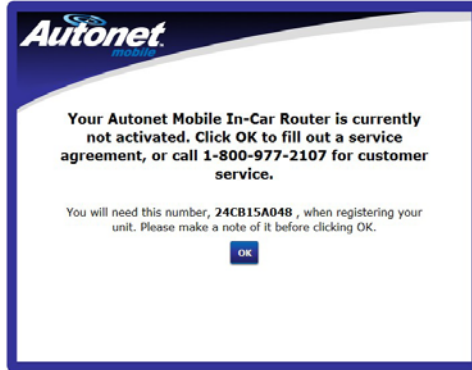 Autonet
mobile
Your Autonet Mobile In-Car Router is currently
not activated. Click OK to fill out a service
agreement, or call 1-800-977-2107 for customer
service.
You will need this number, 24CB15A048 , when registering your
unit. Please make a note of it before clicking OK.
OK